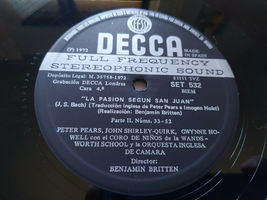 (P) 1972
DECCA
MADE
IN SPAIN
FULL FREQUENCY
STEREOPHONIC SOUND
Depósito Legal: M. 35758-1972
Grabación DECCA Londres
Cara 4.ª
SET 532
BIEM
"LA PASION SEGUN SAN JUAN"
(J. S. Bach) (Traducción inglesa de Peter Pears e Imogen Holst)
(Realización: Benjamin Britten)
Parte II. Núms. 33-52
PETER PEARS, JOHN SHIRLEY-QUIRK, GWYNNE HO-
WELL con el CORO DE NIÑOS de la WANDS-
WORTH SCHOOL y la ORQUESTA INGLESA
DE CAMARA
Director:
BENJAMIN BRITTEN